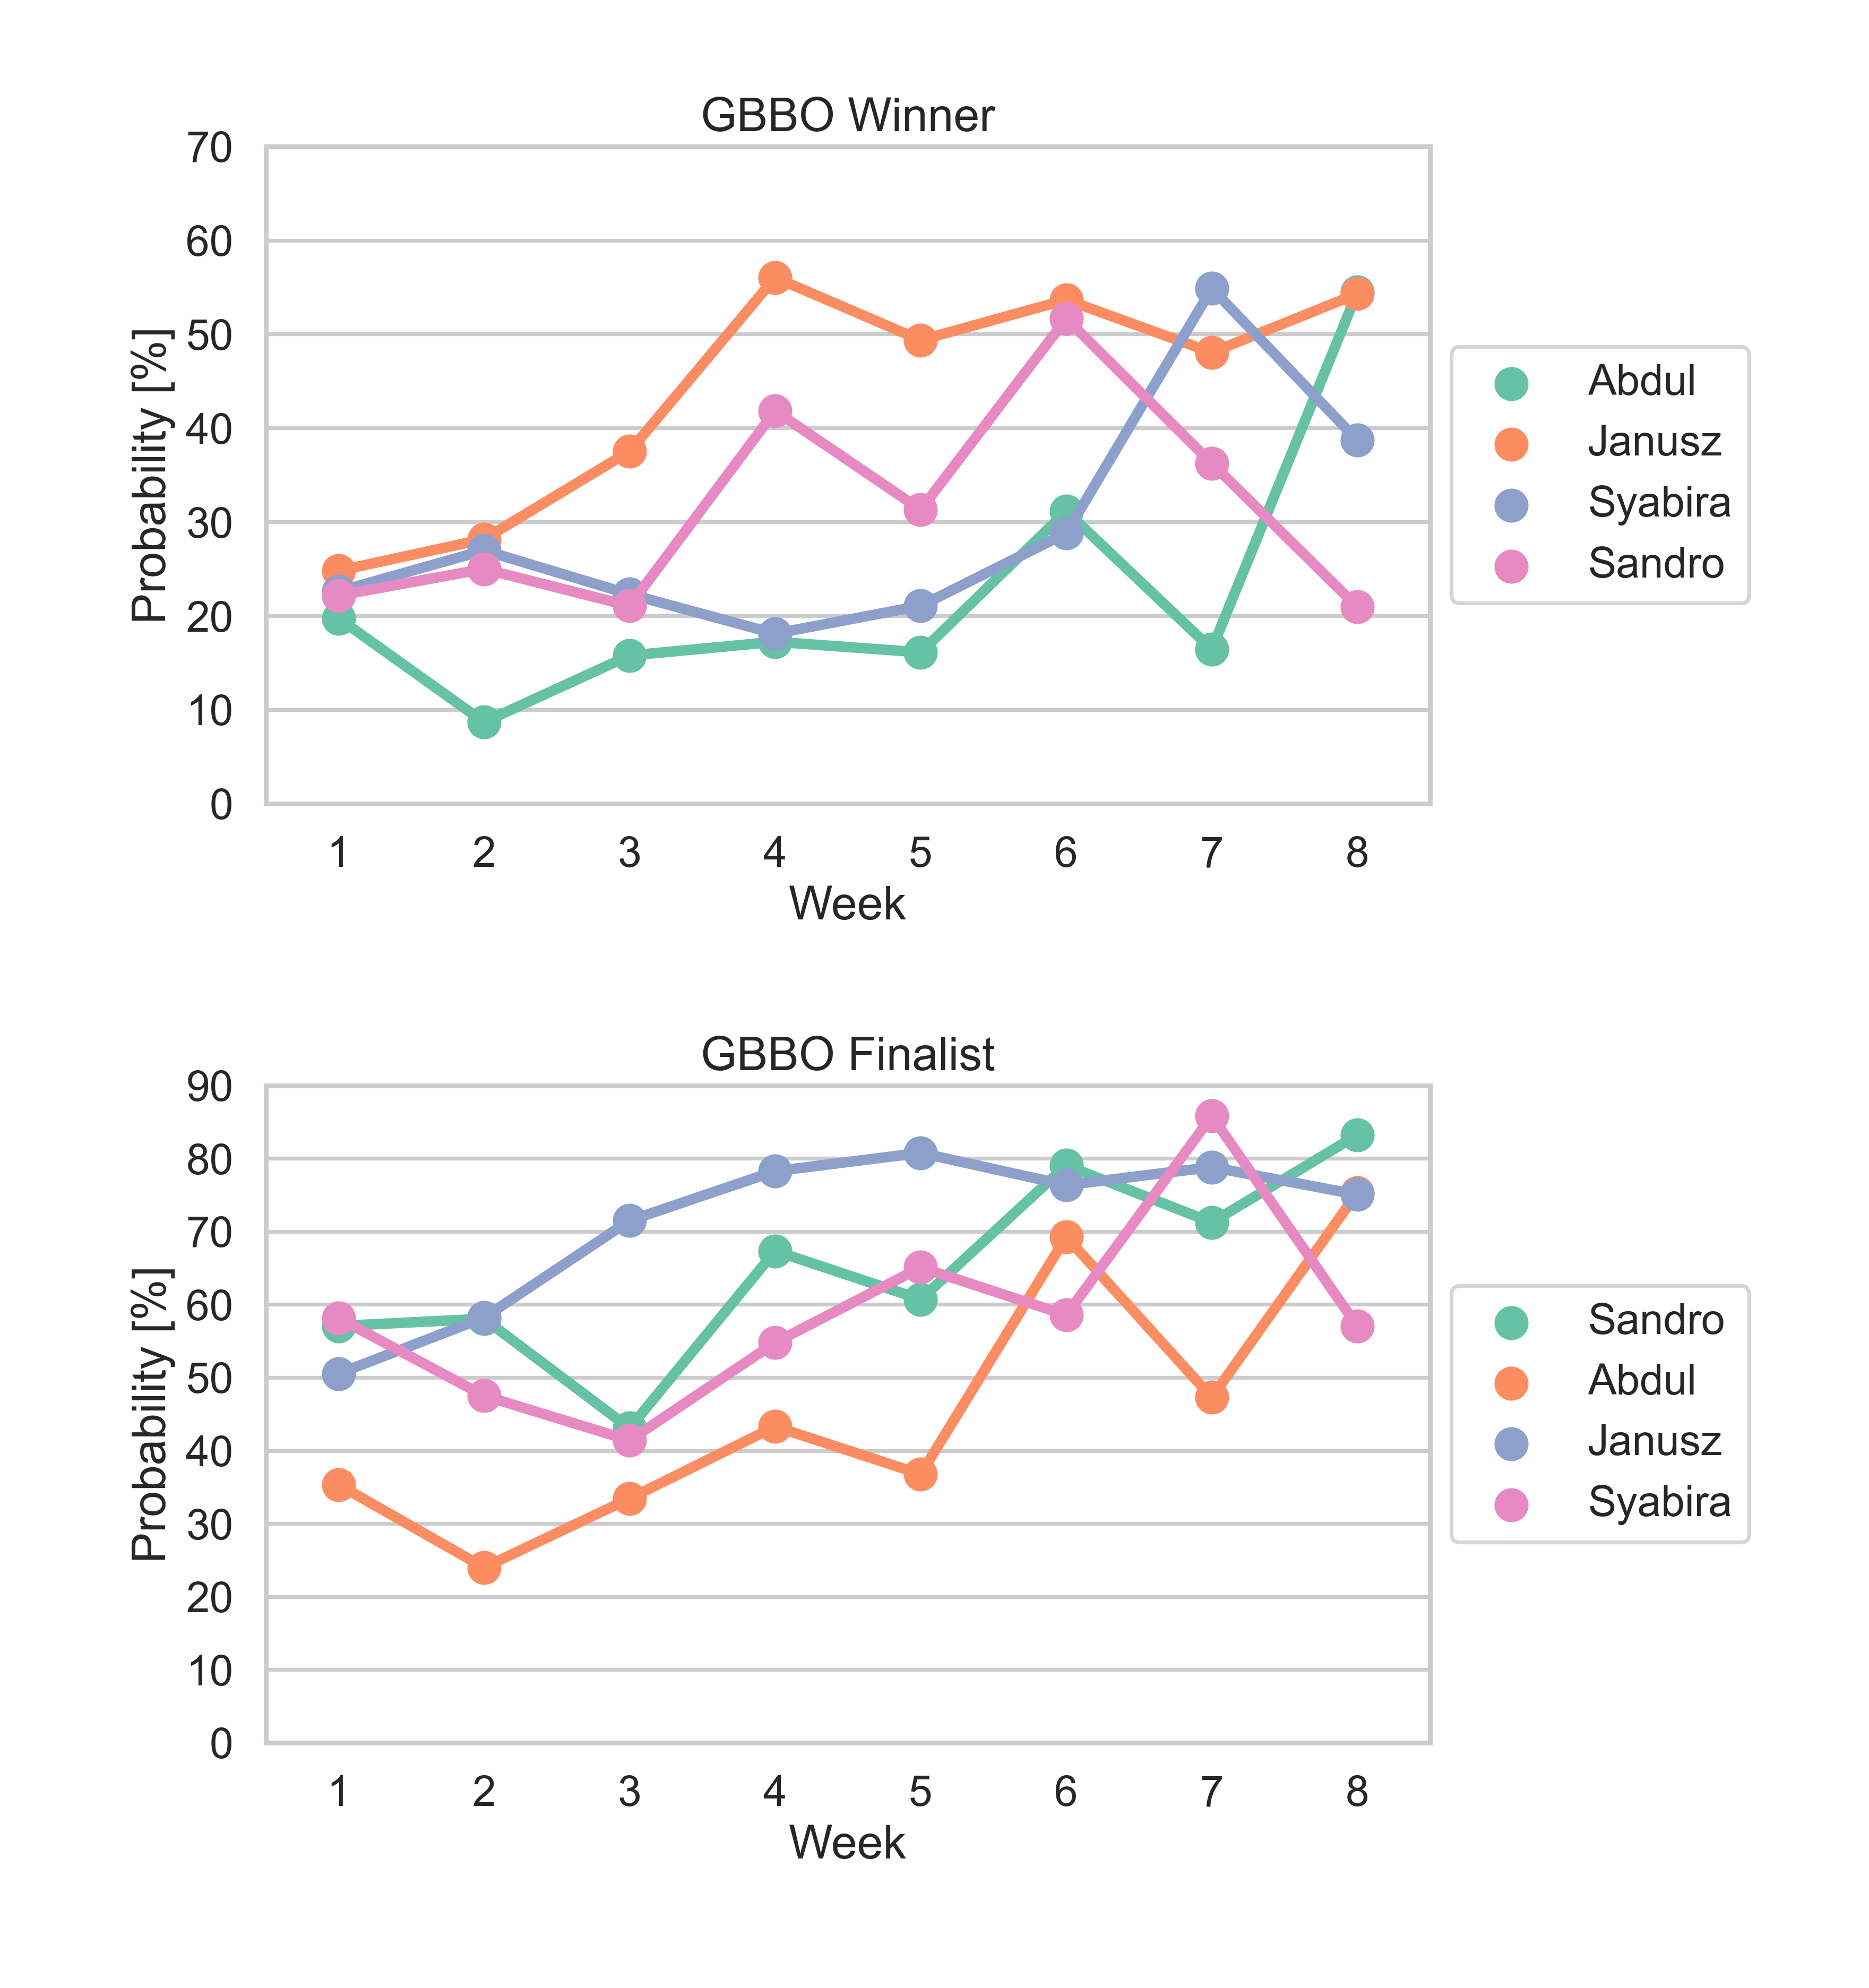 GBBO Winner
70
60
50
40
30
20
10
0
Probability [%]
1 2 3 4 5 6 7 8
Week
Abdul
Janusz
Syabira
Sandro
GBBO Finalist
90
80
70
60
50
40
30
20
10
0
Probability [%]
1 2 3 4 5 6 7 8
Week
Sandro
Abdul
Janusz
Syabira